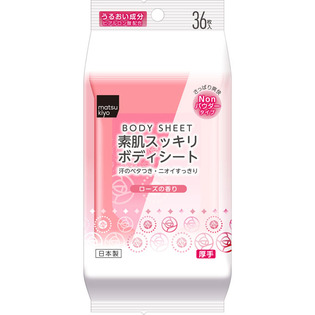 うるおい成分
ヒアルロン酸配合
36枚入
matsu
kiyo
さっぱり爽快
Non
パウダー
タイプ
BODY SHEET
素肌スッキリ
ボディシート
汗のベタつき・ニオイすっきり
ローズの香り
日本製
厚手